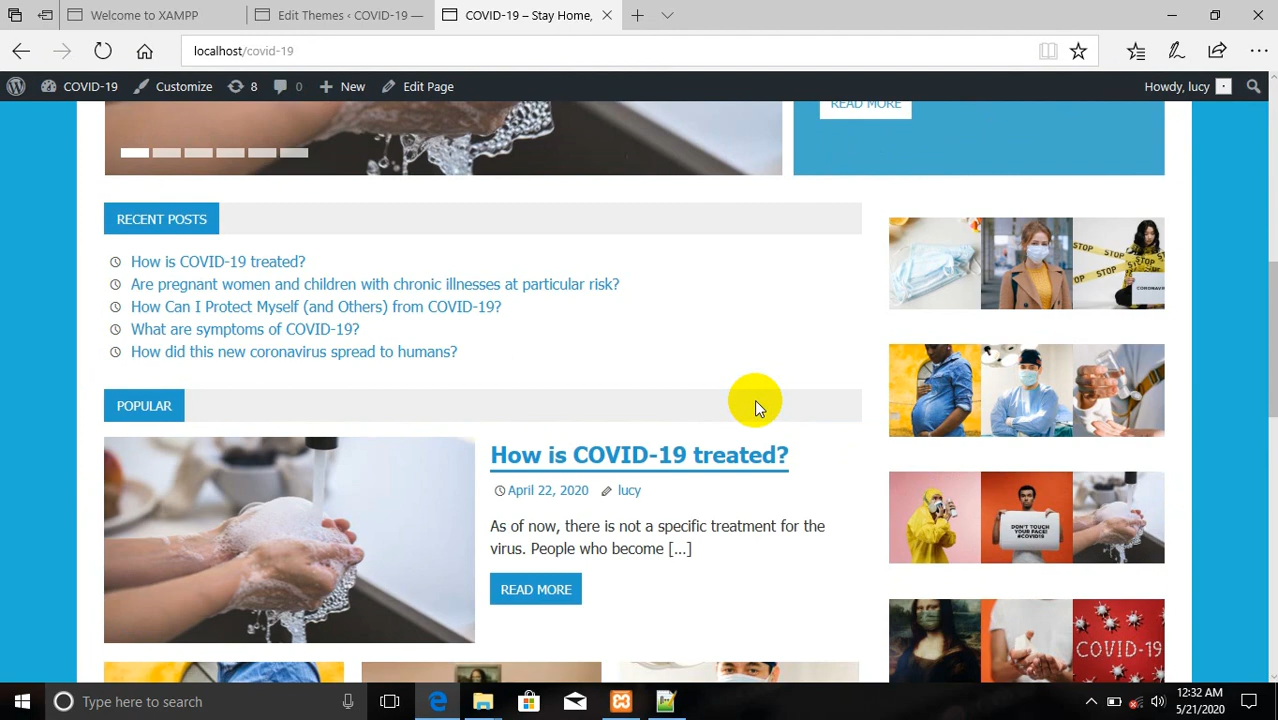 Welcome to XAMPP
Edit Themes ‹ COVID-19 —
COVID-19 – Stay Home,
localhost/covid-19
COVID-19
Customize
8
0
New
Edit Page
Howdy, lucy
READ MORE
RECENT POSTS
How is COVID-19 treated?
Are pregnant women and children with chronic illnesses at particular risk?
How Can I Protect Myself (and Others) from COVID-19?
What are symptoms of COVID-19?
How did this new coronavirus spread to humans?
STOP STOP
STOP
STOP STOP
CORONAVIRUS
POPULAR
How is COVID-19 treated?
April 22, 2020
lucy
As of now, there is not a specific treatment for the
virus. People who become [...]
READ MORE
DON'T TOUCH
YOUR FACE!
#COVID19
COVID-19
Type here to search
12:32 AM
5/21/2020